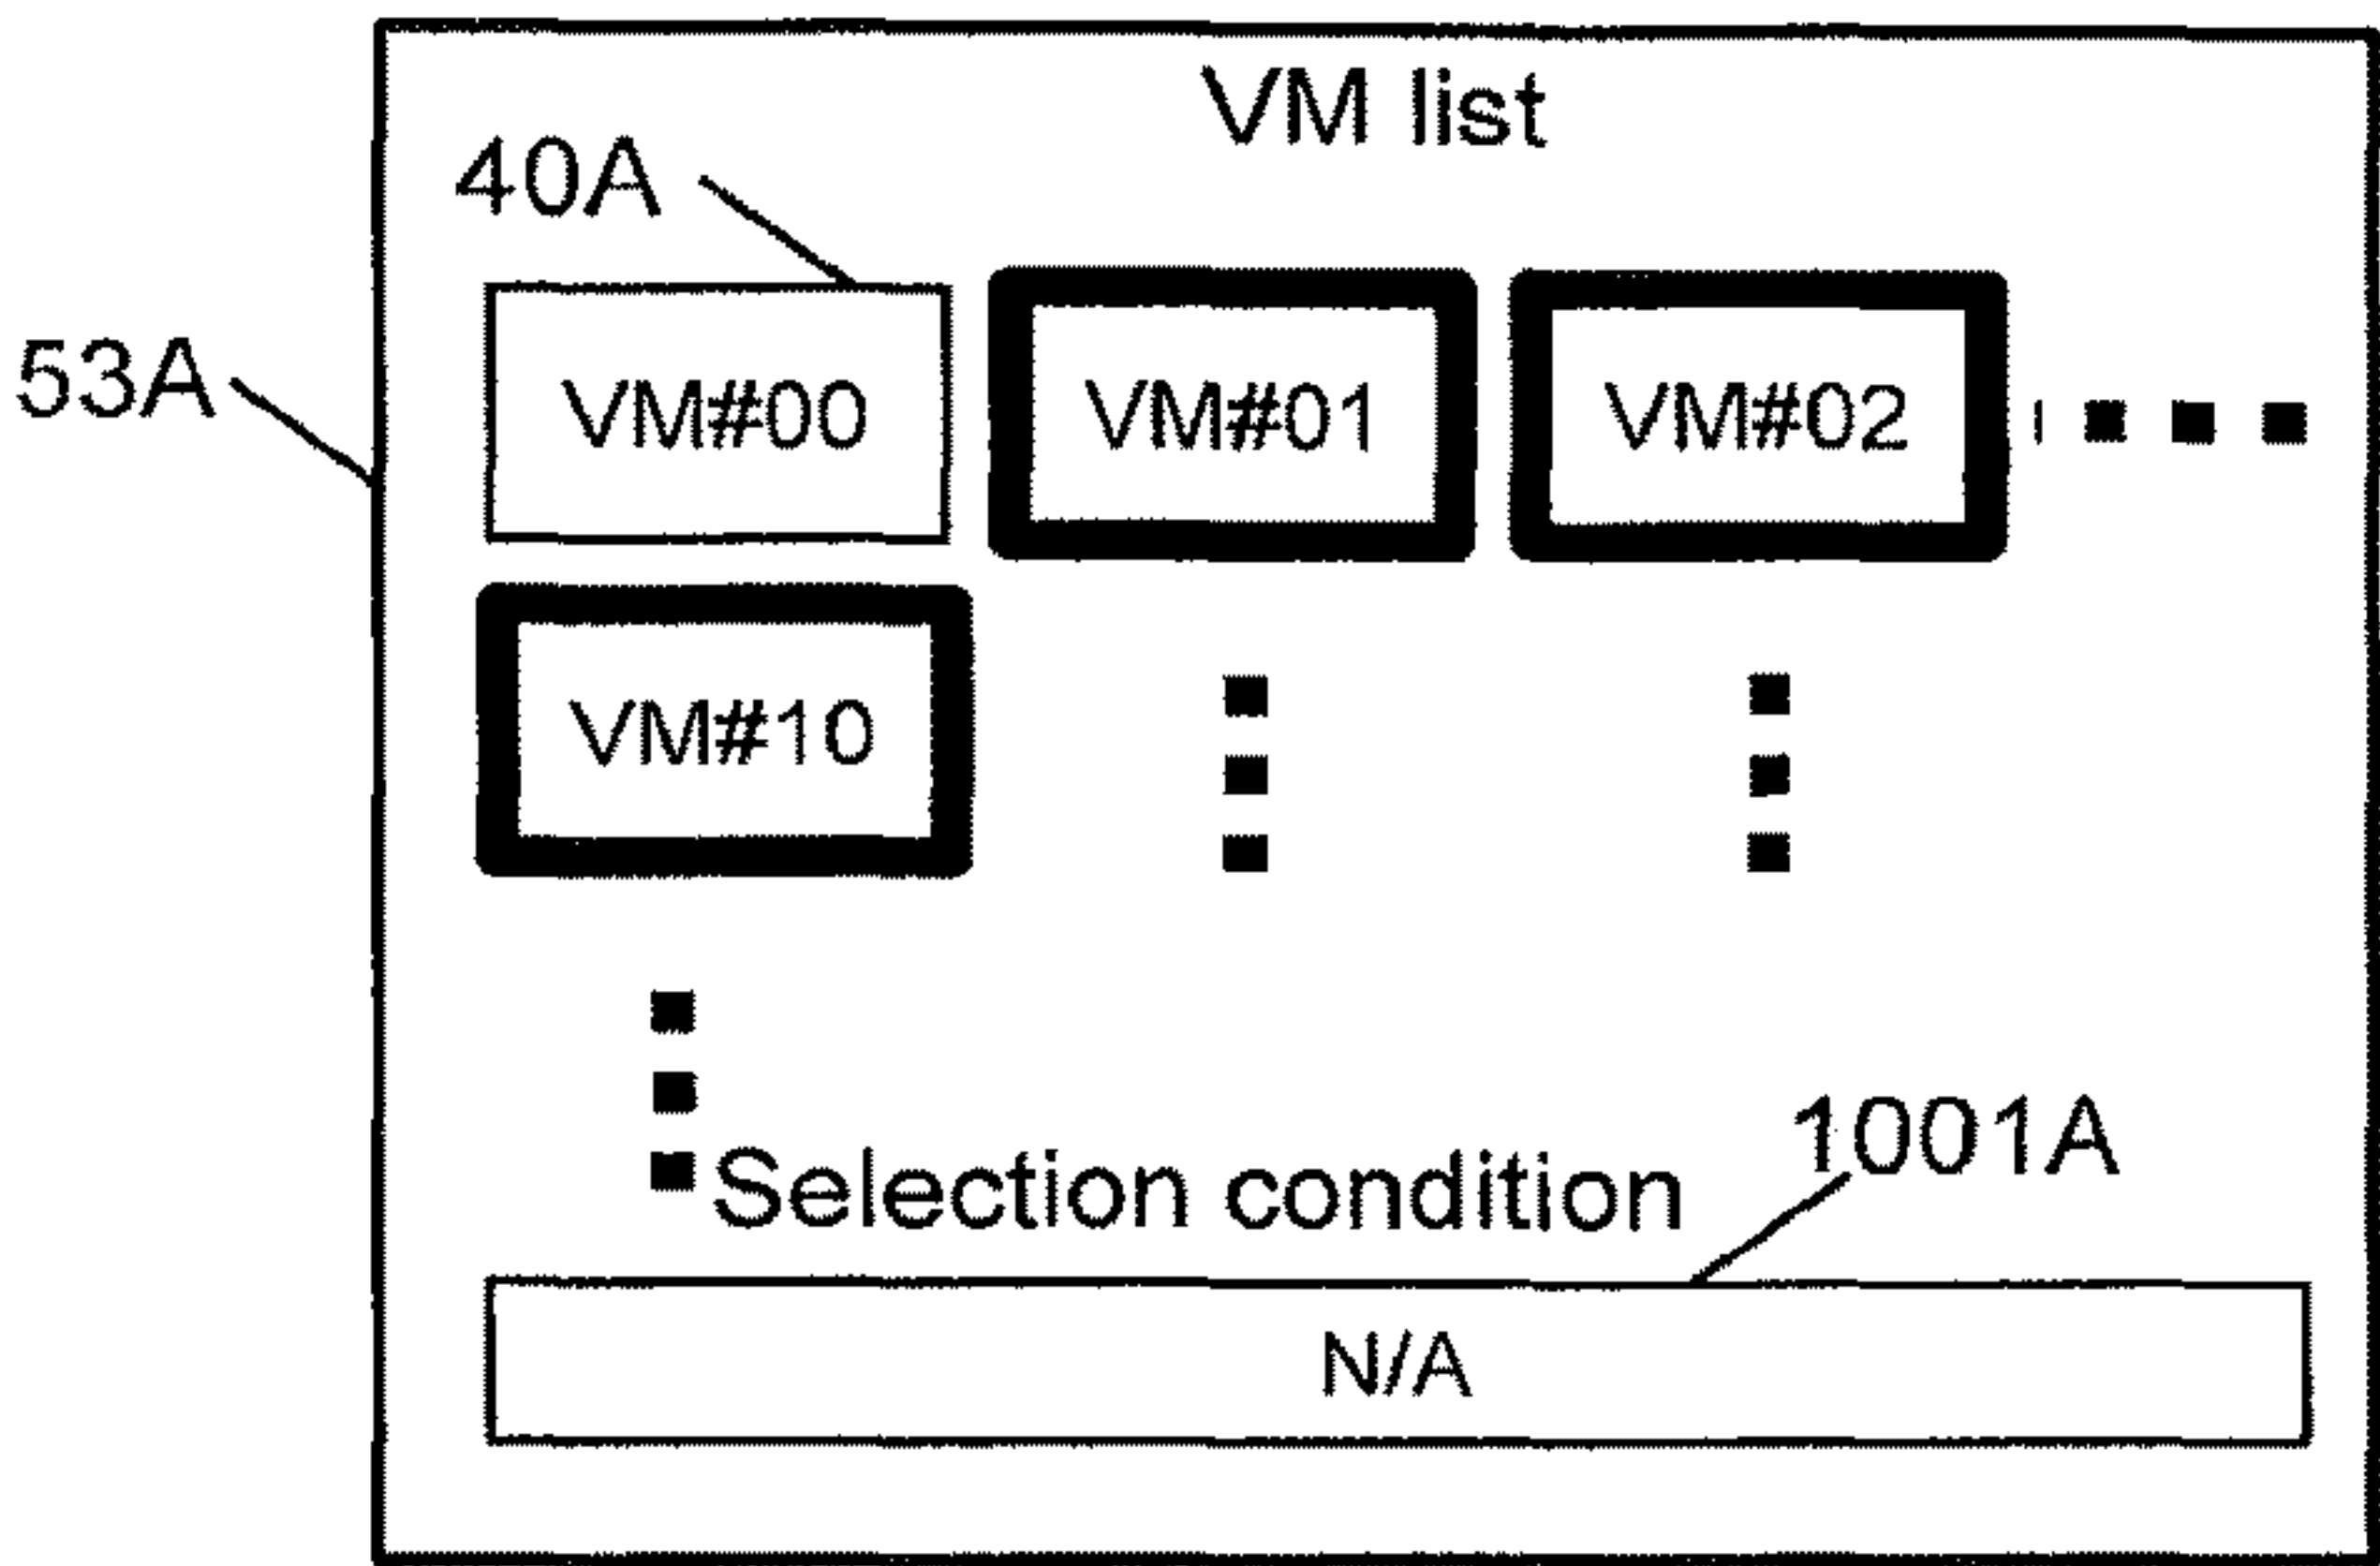 VM list
40A
53A
VM#00 VM#01 VM#02
VM#10
1001A
Selection condition
N/A